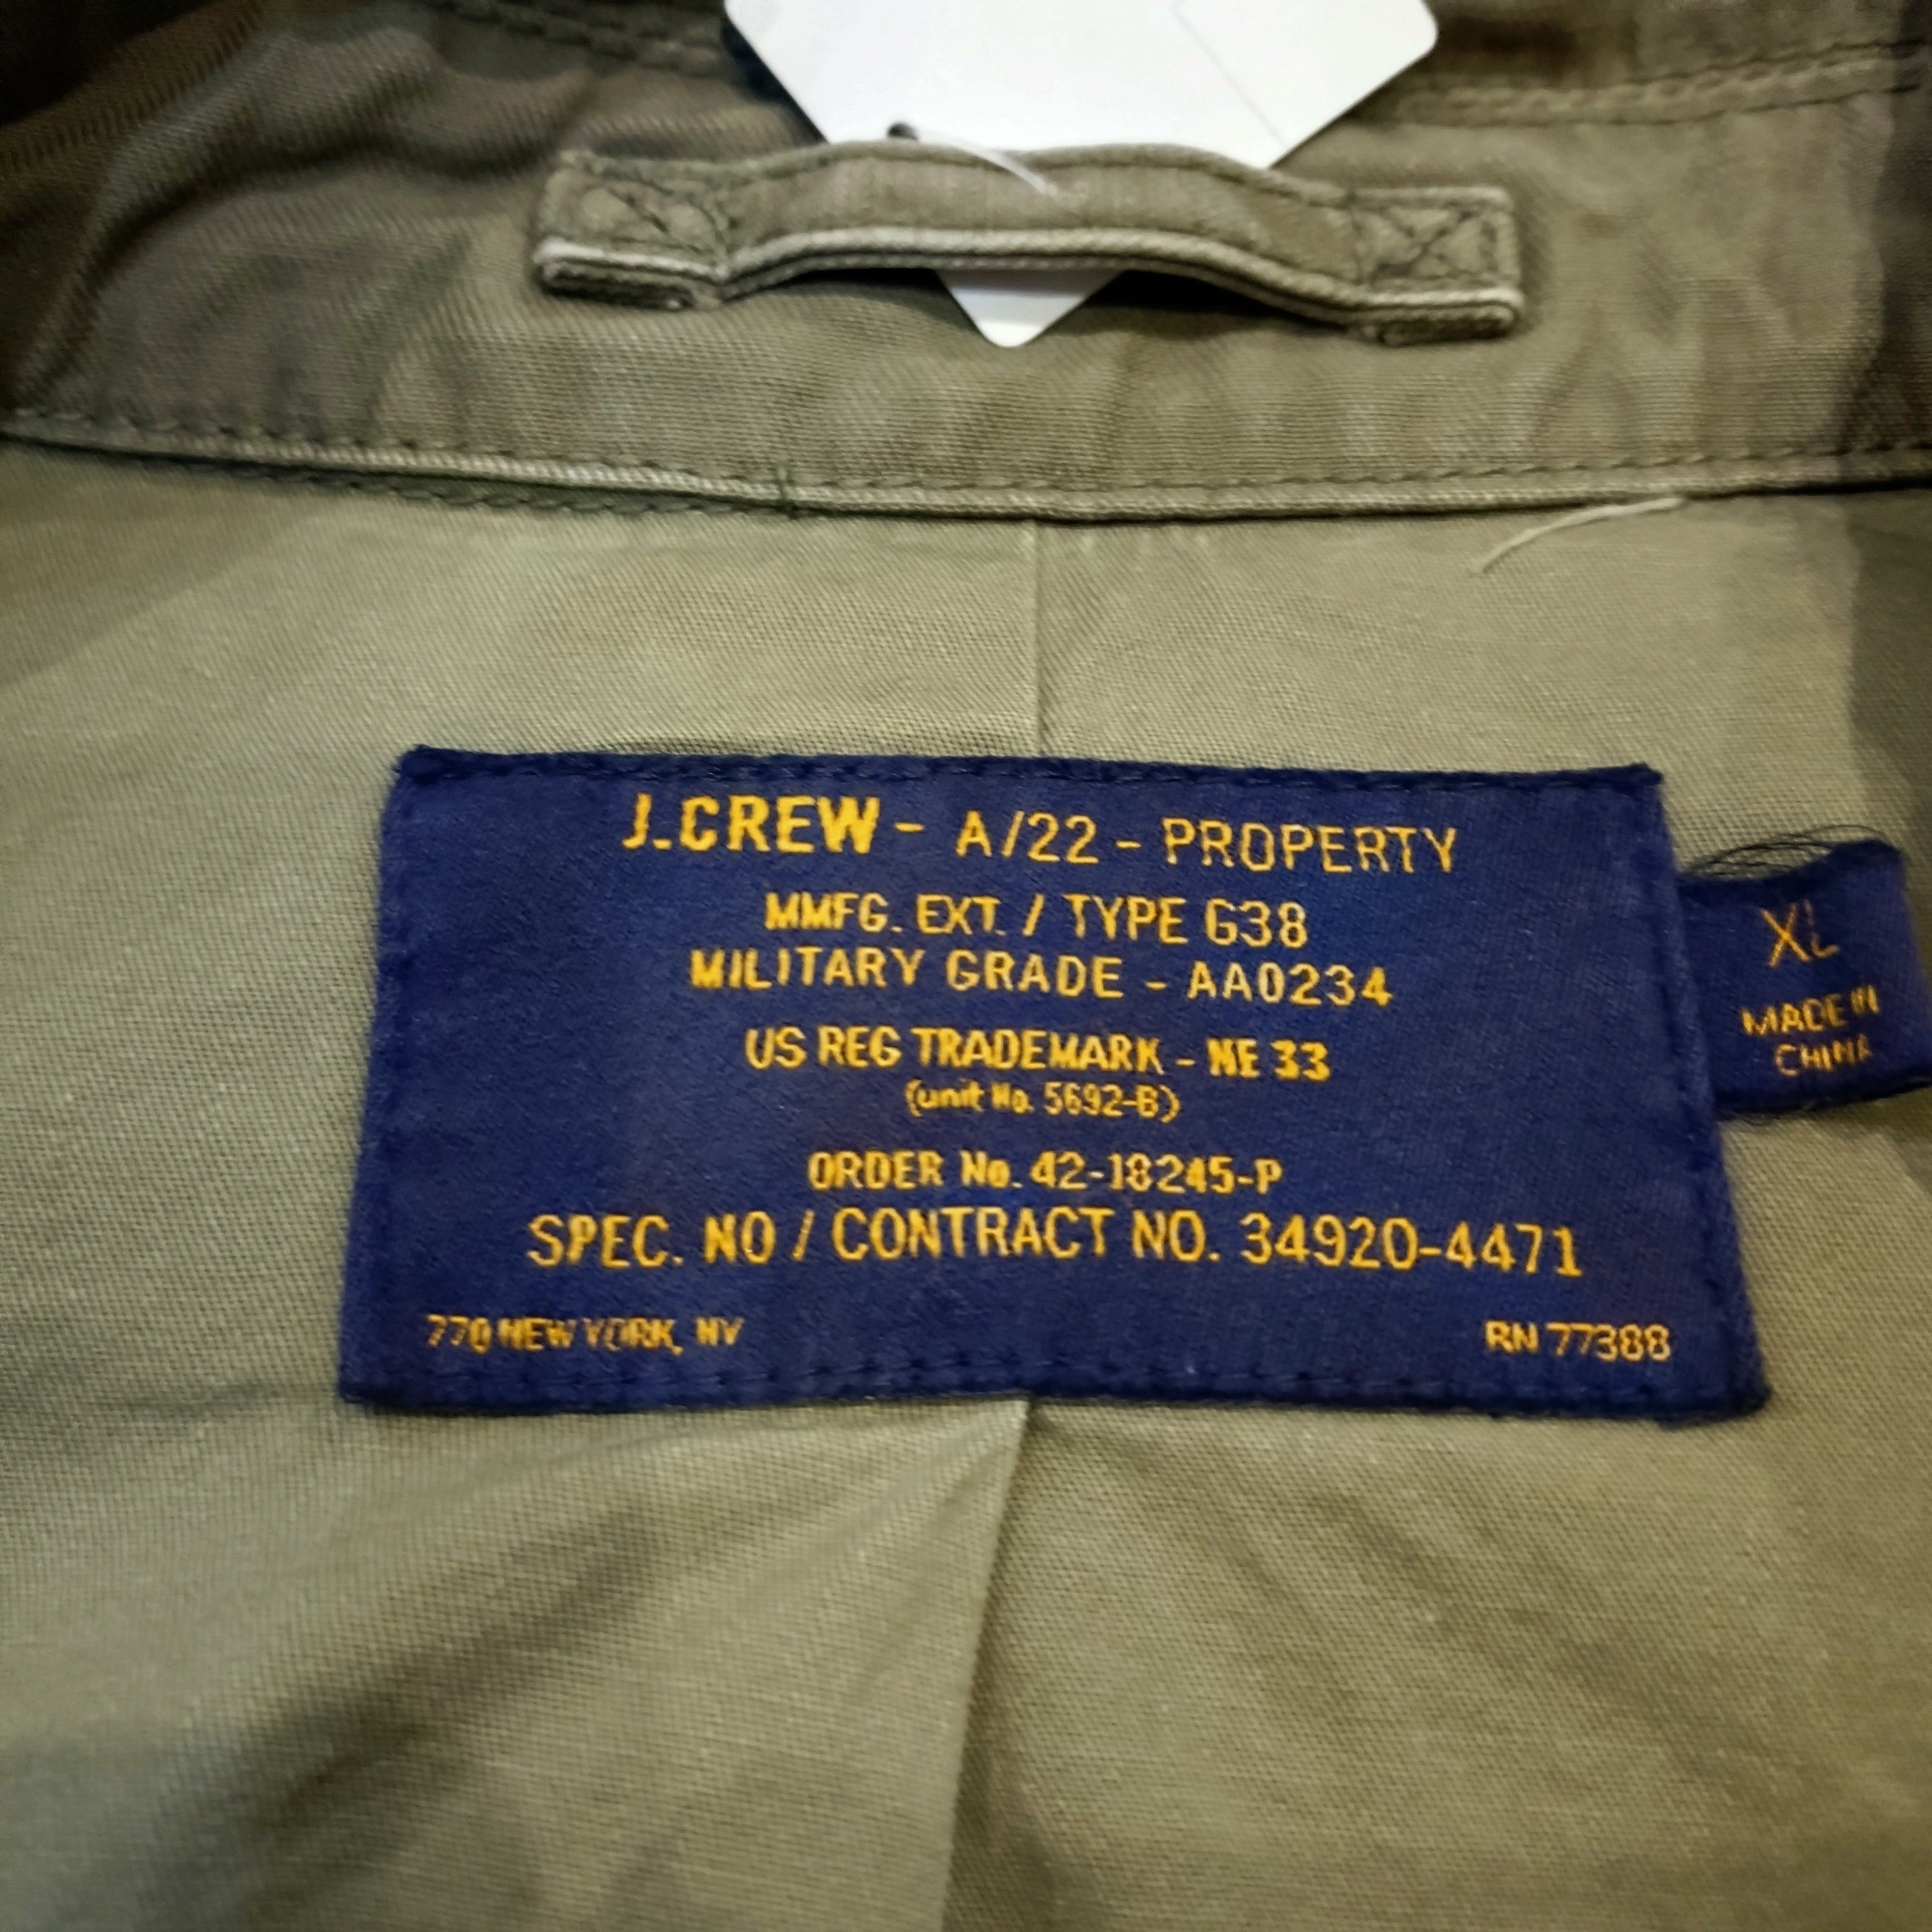 J.CREW - A/22 - PROPERTY
MMFG. EXT. / TYPE G38
MILITARY GRADE - AA0234
US REG TRADEMARK - NE 33
(unit No. 5692-B)
ORDER No. 42-18245-P
SPEC. NO / CONTRACT NO. 34920-4471
770 NEW YORK, NY
RN 77388
XL
MADE IN
CHINA